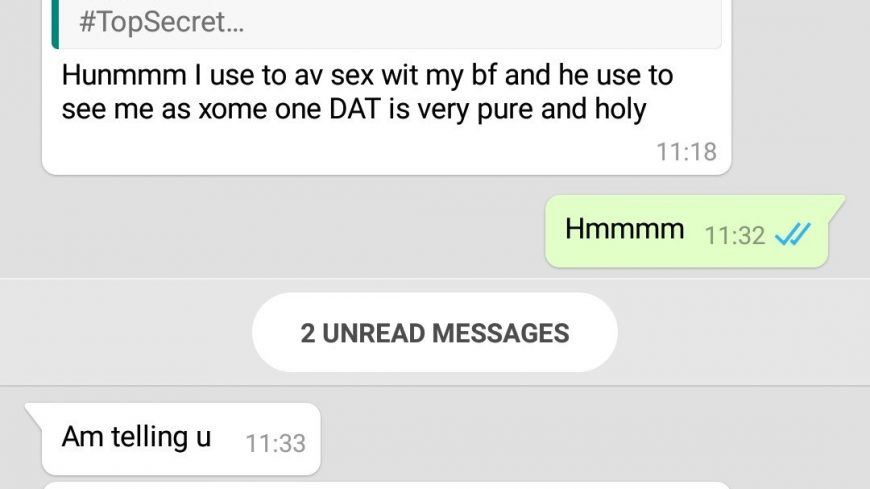 #TopSecret...
Hunmmm I use to av sex wit my bf and he use to
see me as xome one DAT is very pure and holy
11:18
Hmmmm 11:32
2 UNREAD MESSAGES
Am telling u 11:33